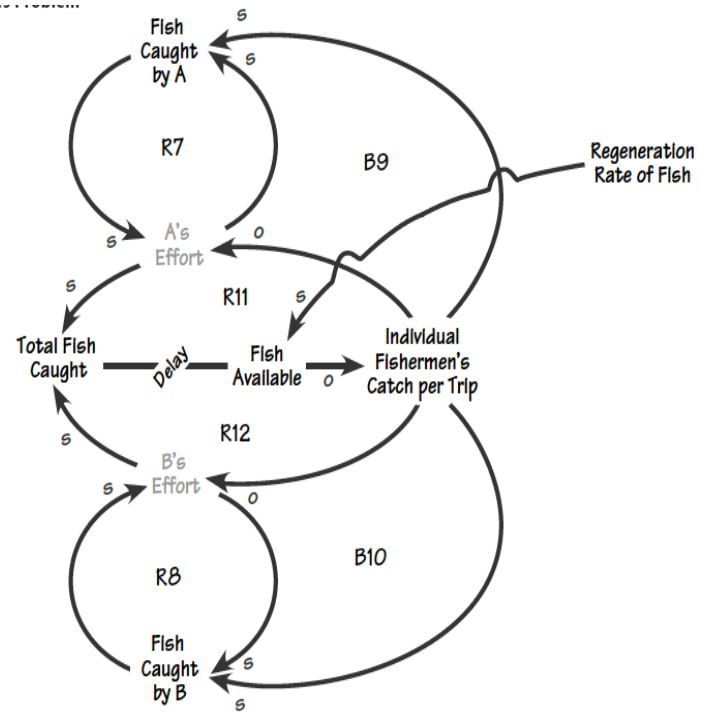 s
Fish
Caught
by A
s
R7
B9
Regeneration
Rate of Fish
s
A's
Effort
o
s
R11
s
Total Fish
Caught
Delay
Fish
Available
o
Individual
Fishermen's
Catch per Trip
s
R12
B's
Effort
s
o
R8
B10
Fish
Caught
by B
s
s